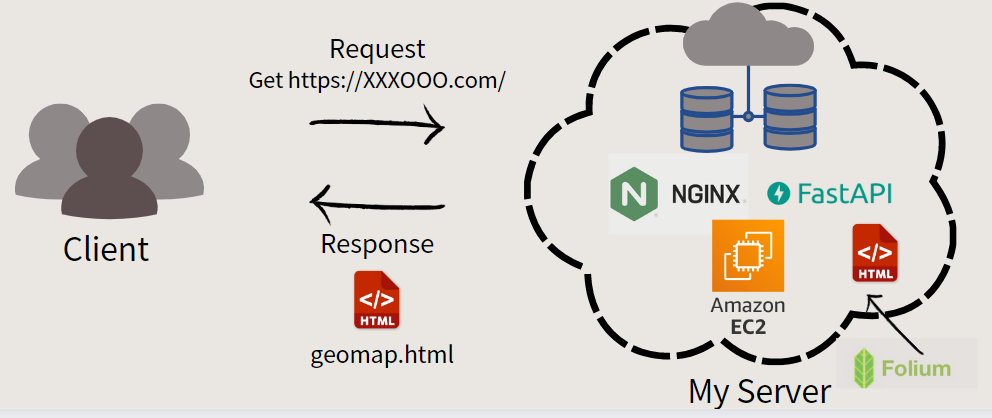 Request
Get https://XXXOOO.com/
Client
Response
</>
HTML
geomap.html
N
NGINX
FastAPI
</>
HTML
Amazon
EC2
Folium
My Server